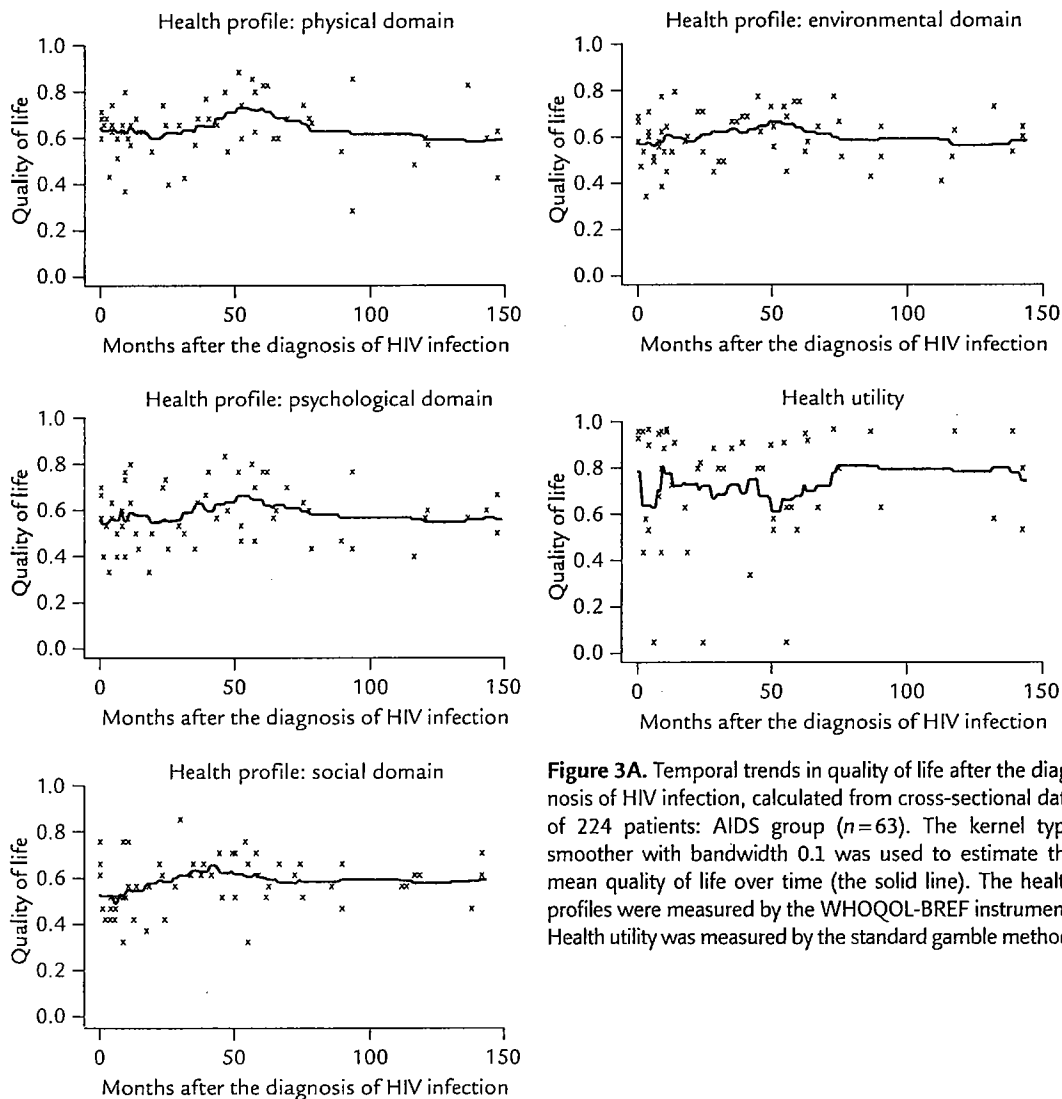 Health profile: physical domain
Quality of life
1.0
0.8
0.6
0.4
0.2
0.0
0 50 100 150
Months after the diagnosis of HIV infection
Health profile: environmental domain
Quality of life
1.0
0.8
0.6
0.4
0.2
0.0
0 50 100 150
Months after the diagnosis of HIV infection
Health profile: psychological domain
Quality of life
1.0
0.8
0.6
0.4
0.2
0.0
0 50 100 150
Months after the diagnosis of HIV infection
Health utility
Quality of life
1.0
0.8
0.6
0.4
0.2
0.0
0 50 100 150
Months after the diagnosis of HIV infection
Health profile: social domain
Quality of life
1.0
0.8
0.6
0.4
0.2
0.0
0 50 100 150
Months after the diagnosis of HIV infection
Figure 3A. Temporal trends in quality of life after the diag
nosis of HIV infection, calculated from cross-sectional dat
of 224 patients: AIDS group (n=63). The kernel typ
smoother with bandwidth 0.1 was used to estimate th
mean quality of life over time (the solid line). The healt
profiles were measured by the WHOQOL-BREF instrumen
Health utility was measured by the standard gamble metho